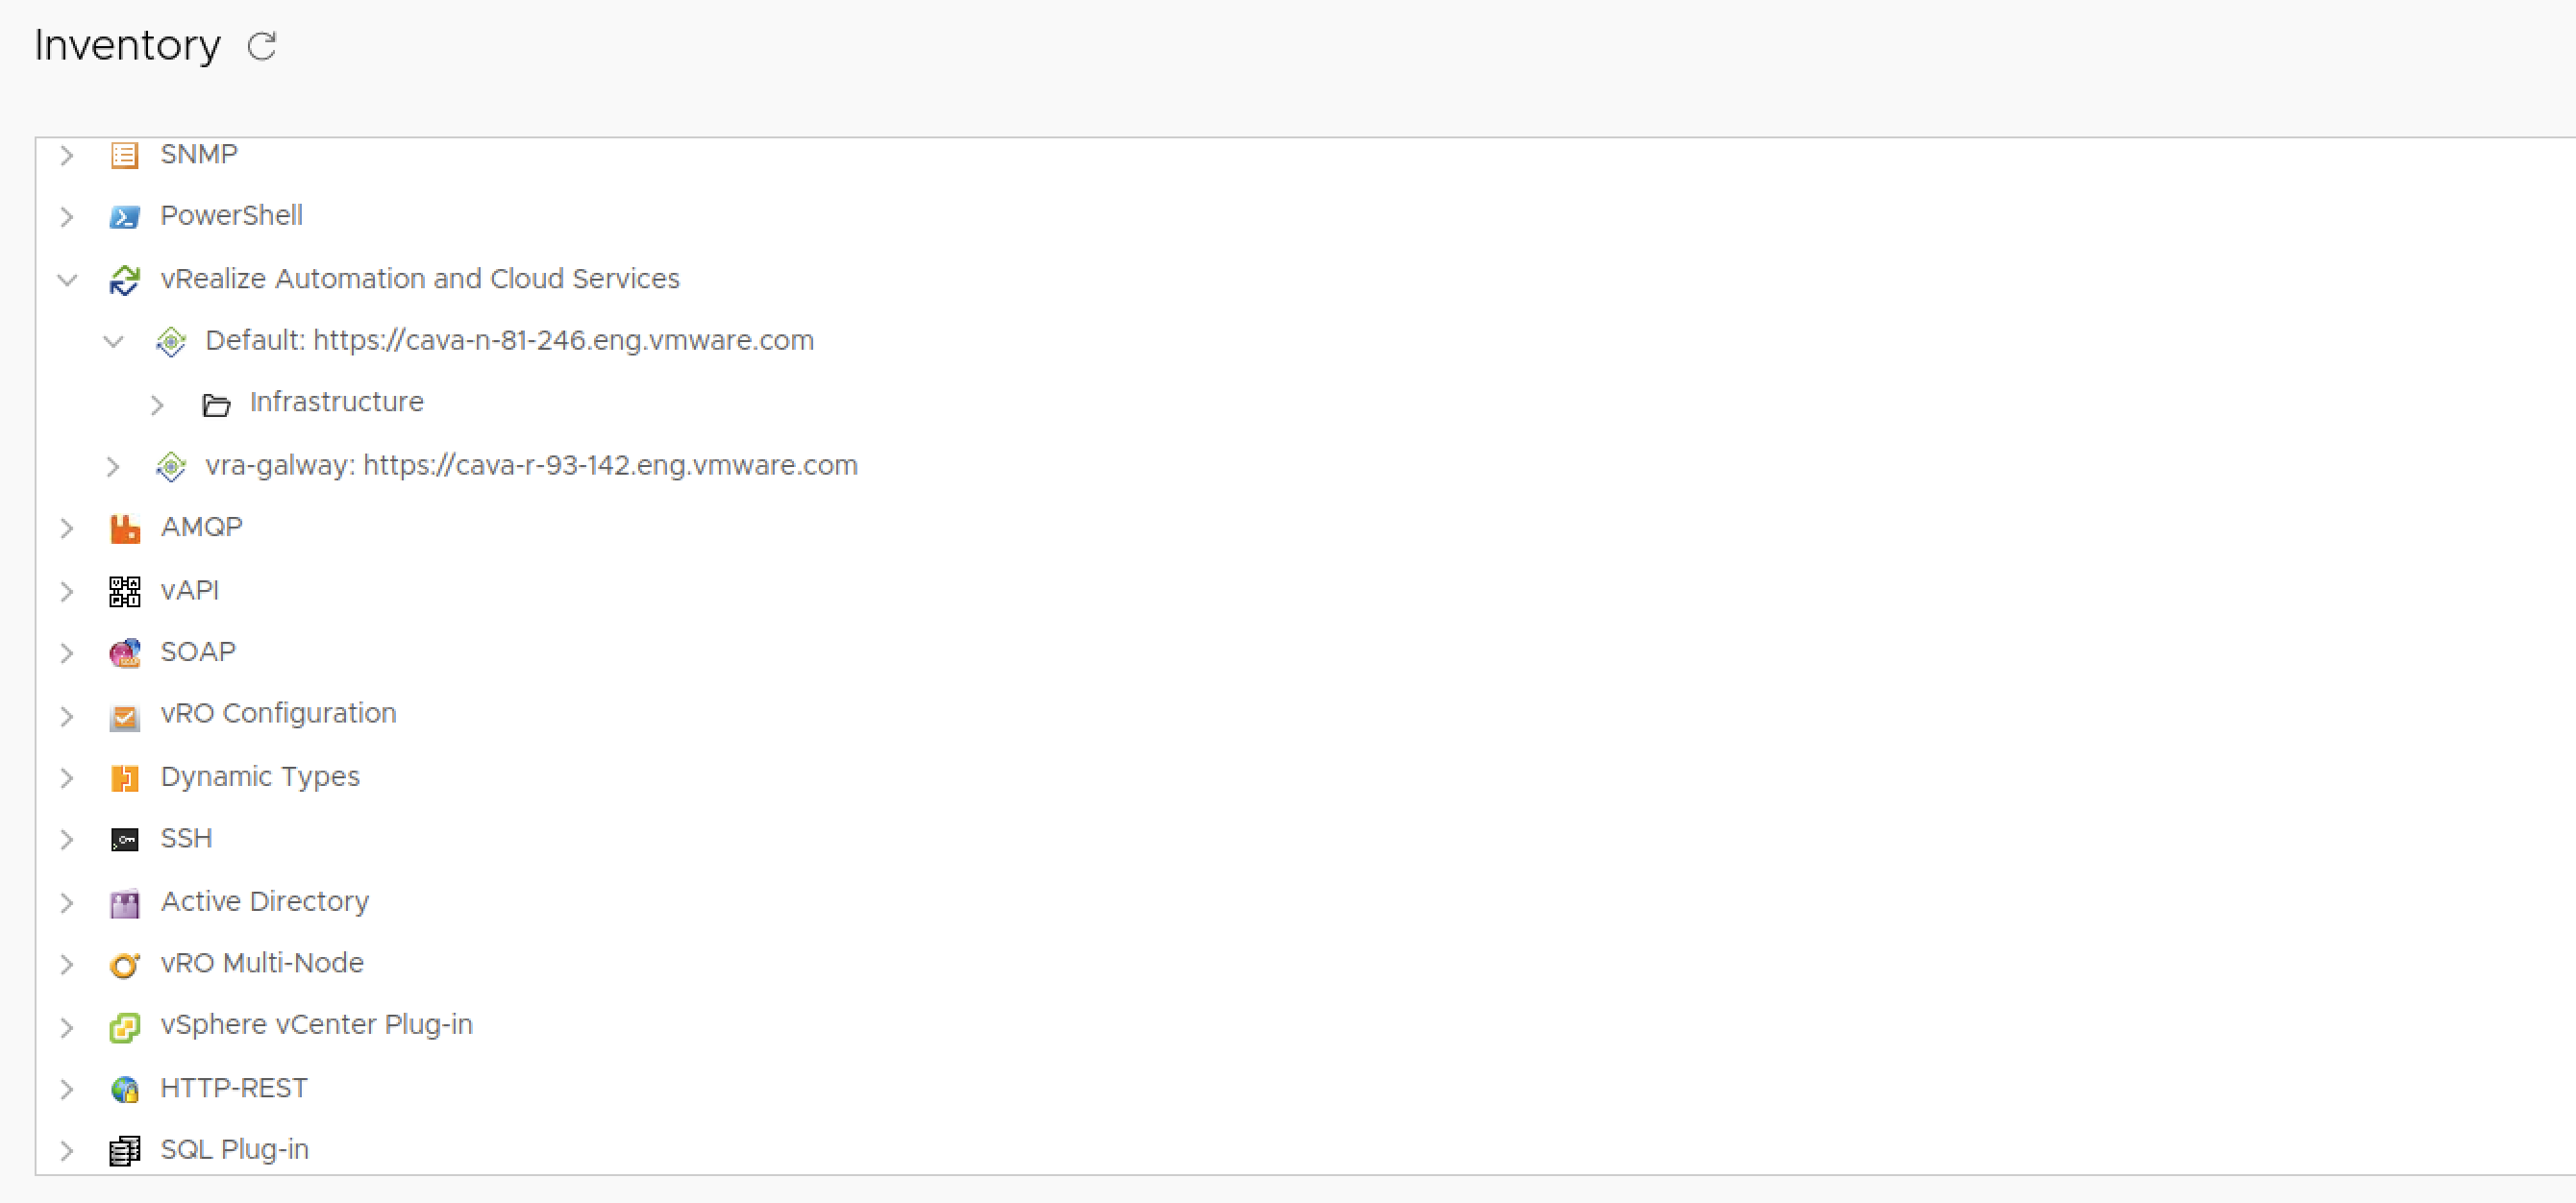 Inventory
SNMP
PowerShell
vRealize Automation and Cloud Services
Default: https://cava-n-81-246.eng.vmware.com
Infrastructure
vra-galway: https://cava-r-93-142.eng.vmware.com
AMQP
vAPI
SOAP
vRO Configuration
Dynamic Types
SSH
Active Directory
vRO Multi-Node
vSphere vCenter Plug-in
HTTP-REST
SQL Plug-in